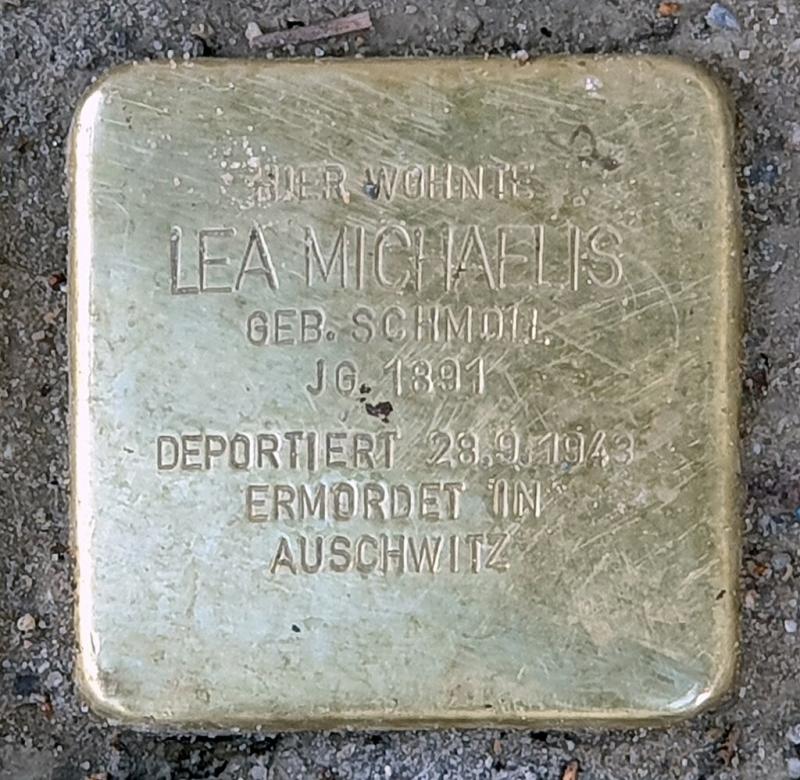 HIER WOHNTE
LEA MICHAELIS
GEB. SCHMOLL
JG. 1891
DEPORTIERT 28.9.1943
ERMORDET IN
AUSCHWITZ